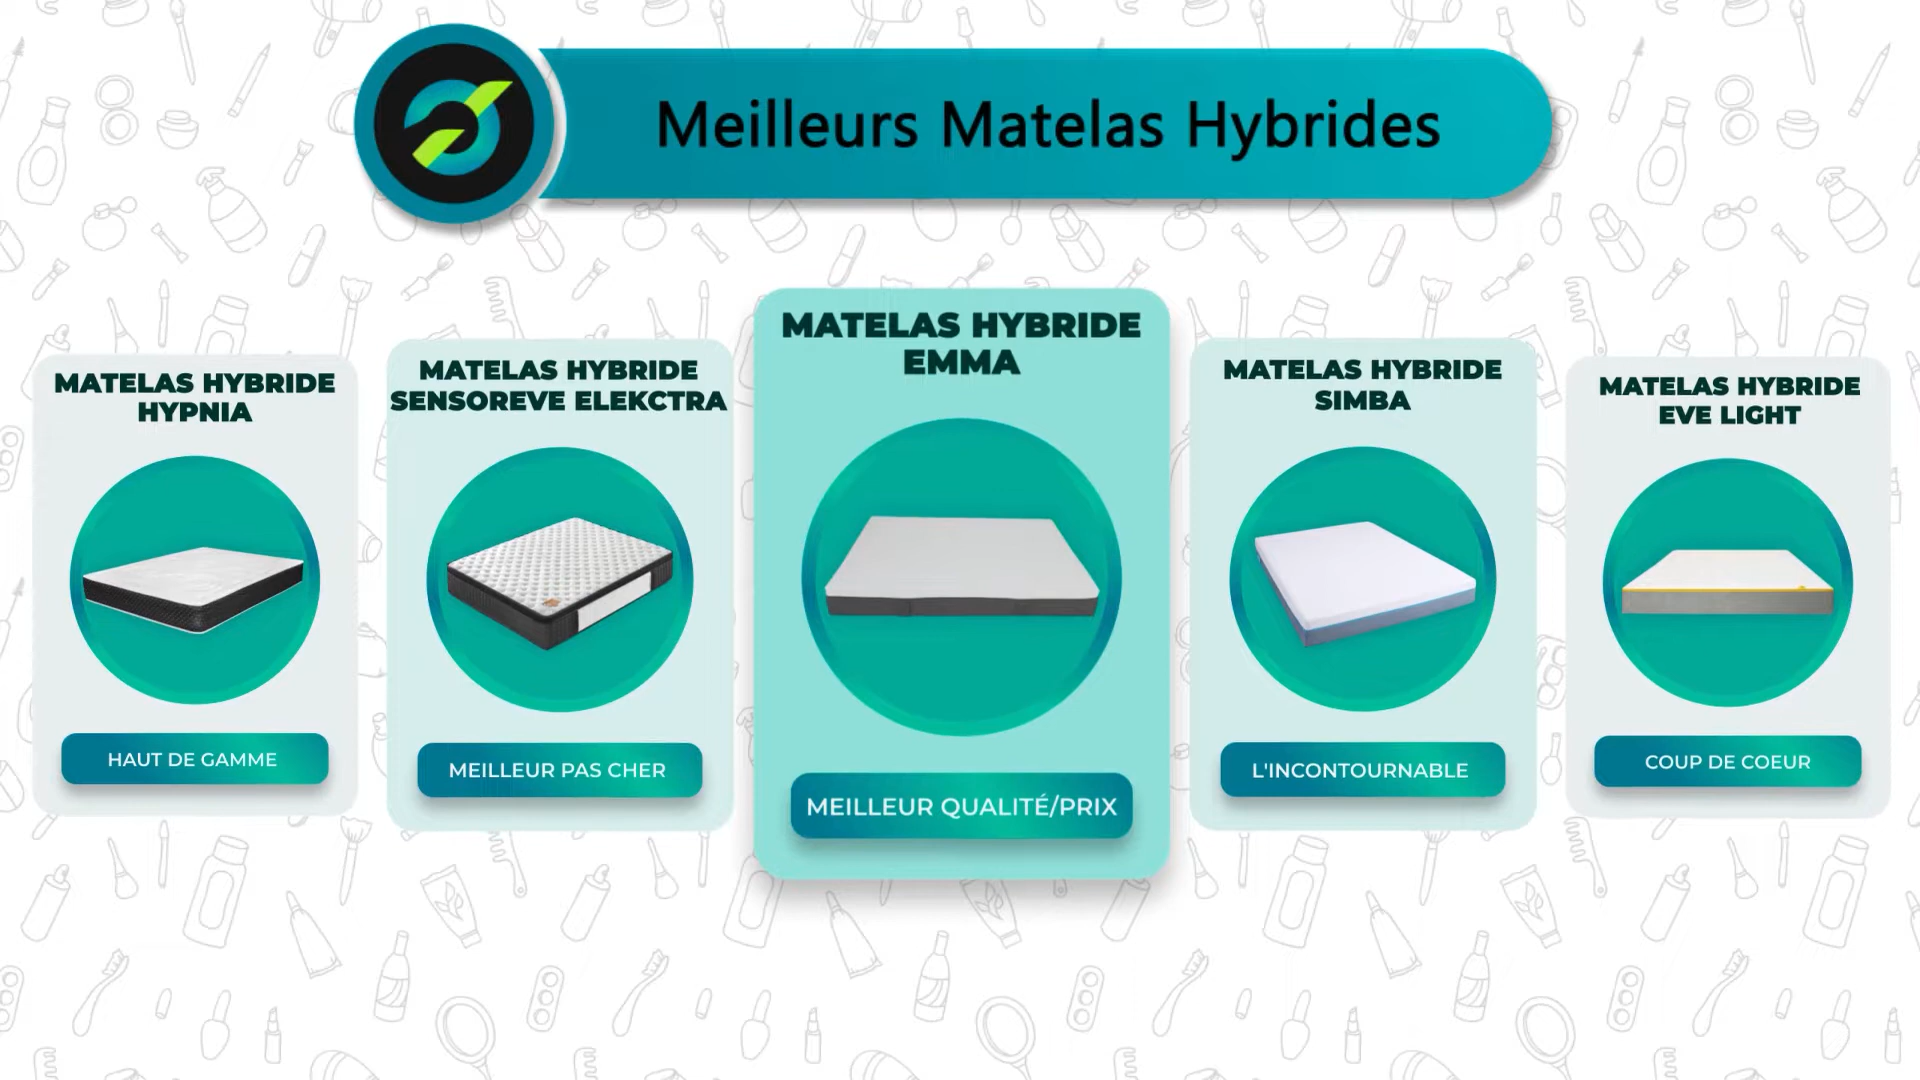 Meilleurs Matelas Hybrides
MATELAS HYBRIDE
HYPNIA
HAUT DE GAMME
MATELAS HYBRIDE
SENSOREVE ELEKCTRA
MEILLEUR PAS CHER
MATELAS HYBRIDE
EMMA
MEILLEUR QUALITÉ/PRIX
MATELAS HYBRIDE
SIMBA
L'INCONTOURNABLE
MATELAS HYBRIDE
EVE LIGHT
COUP DE COEUR